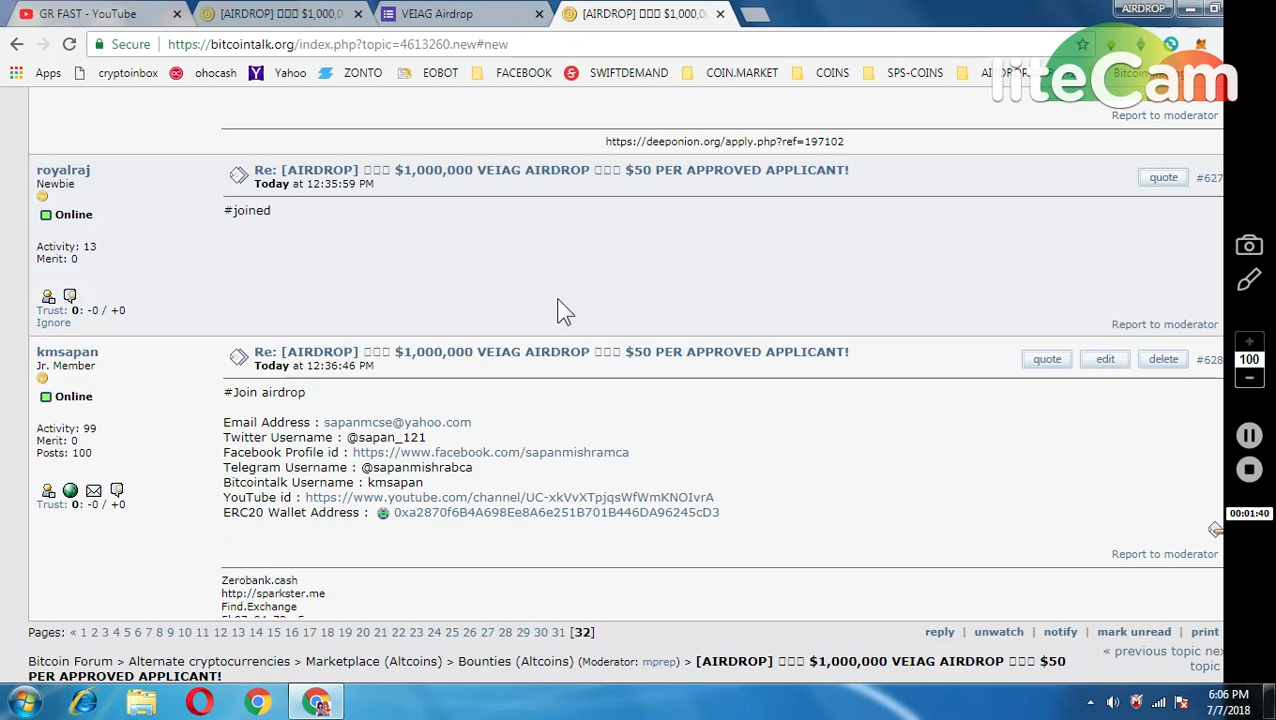 GR FAST - YouTube
[AIRDROP] □□□ $1,000,0
VEIAG Airdrop
[AIRDROP] □□□ $1,000,0
AIRDROP
Secure
https://bitcointalk.org/index.php?topic=4613260.new#new
Apps
cryptoinbox
ohocash
Yahoo
EOBOT
FACEBOOK
SWIFTDEMAND
COIN.MARKET
COINS
liteCam
Report to moderator
https://deeponion.org/apply.php?ref=197102
royalraj
Newbie
Online
Activity: 13
Merit: 0
Trust: 0: -0 / +0
Ignore
Re: [AIRDROP] □□□ $1,000,000 VEIAG AIRDROP □□□ $50 PER APPROVED APPLICANT!
Today at 12:35:59 PM
quote
#627
#joined
Report to moderator
kmsapan
Jr. Member
Online
Activity: 99
Merit: 0
Posts: 100
Trust: 0: -0 / +0
Re: [AIRDROP] □□□ $1,000,000 VEIAG AIRDROP □□□ $50 PER APPROVED APPLICANT!
Today at 12:36:46 PM
quote
edit
delete
#628
#Join airdrop
Email Address : sapanmcse@yahoo.com
Twitter Username : @sapan_121
Facebook Profile id : https://www.facebook.com/sapanmishramca
Telegram Username : @sapanmishrabca
Bitcointalk Username : kmsapan
YouTube id : https://www.youtube.com/channel/UC-xkVvXTpjqsWfWmKNOIvrA
ERC20 Wallet Address : 0xa2870f6B4A698Ee8A6e251B701B446DA96245cD3
Report to moderator
Zerobank.cash
http://sparkster.me
Find.Exchange
Pages: « 1 2 3 4 5 6 7 8 9 10 11 12 13 14 15 16 17 18 19 20 21 22 23 24 25 26 27 28 29 30 31 [32]
reply | unwatch | notify | mark unread | print
« previous topic nex
topic
Bitcoin Forum > Alternate cryptocurrencies > Marketplace (Altcoins) > Bounties (Altcoins) (Moderator: mprep) > [AIRDROP] □□□ $1,000,000 VEIAG AIRDROP □□□ $50
PER APPROVED APPLICANT!
100
00:01:40
6:06 PM
7/7/2018